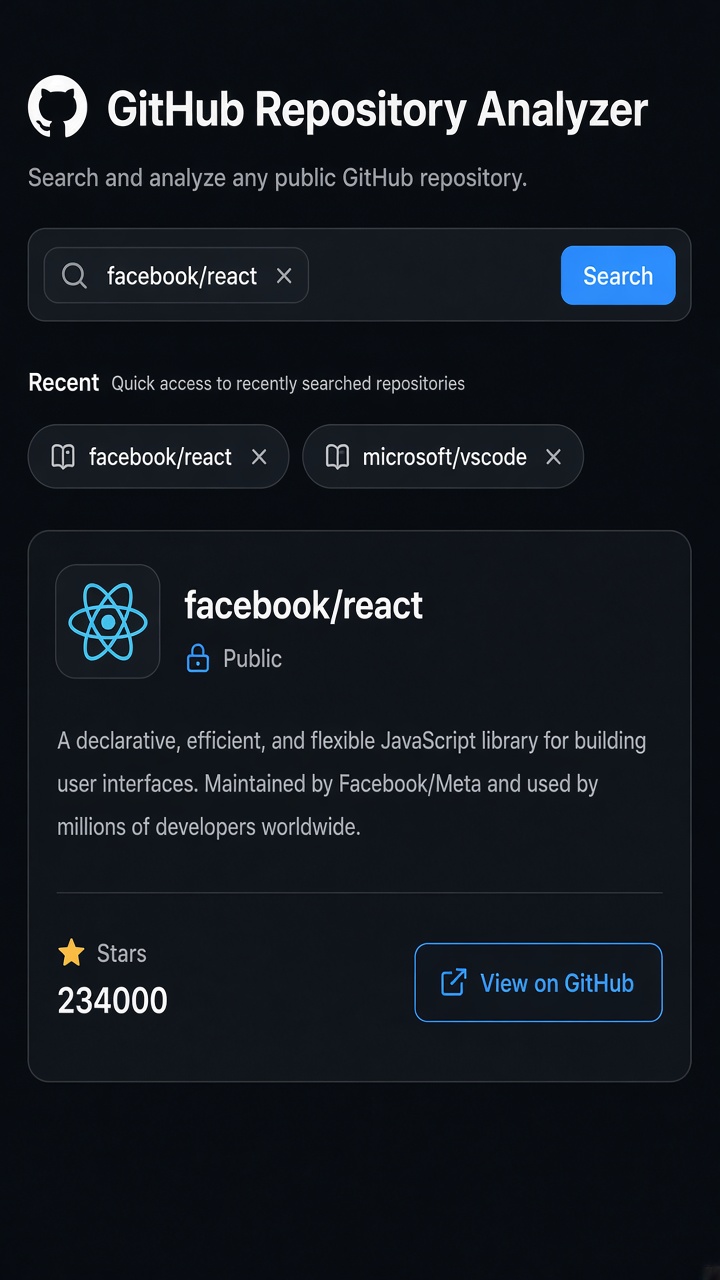 GitHub Repository Analyzer
Search and analyze any public GitHub repository.
facebook/react
Search
Recent Quick access to recently searched repositories
facebook/react
microsoft/vscode
facebook/react
Public
A declarative, efficient, and flexible JavaScript library for building
user interfaces. Maintained by Facebook/Meta and used by
millions of developers worldwide.
Stars
234000
View on GitHub